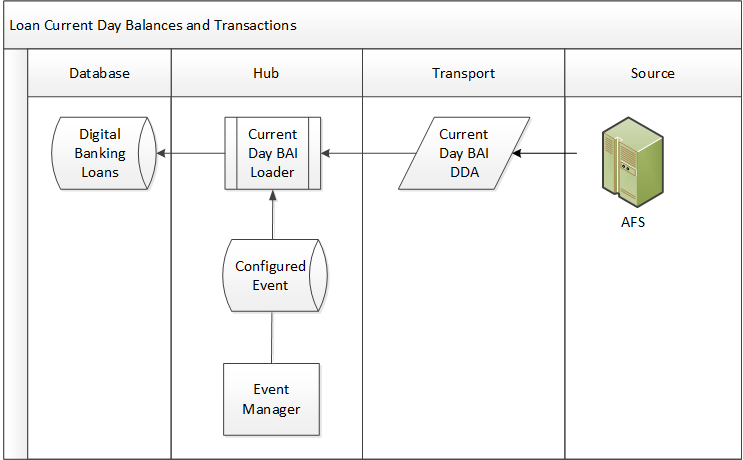 Loan Current Day Balances and Transactions
Database
Hub
Transport
Source
Digital
Banking
Loans
Current
Day BAI
Loader
Current
Day BAI
DDA
AFS
Configured
Event
Event
Manager